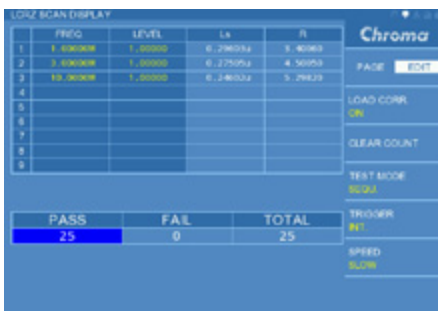 LCRZ SCAN DISPLAY
Chroma
FREQ. LEVEL Ls R
1 1.00000M 1.00000
2 3.00000M 1.00000 0.27505u 4.50050
3 10.0000M 1.00000 5.29820
4
5
6
7
8
9
PAGE EDIT
LOAD CORR.
ON
CLEAR COUNT
TEST MODE
SEQU.
TRIGGER
INT.
SPEED
SLOW
PASS FAIL TOTAL
25 0 25